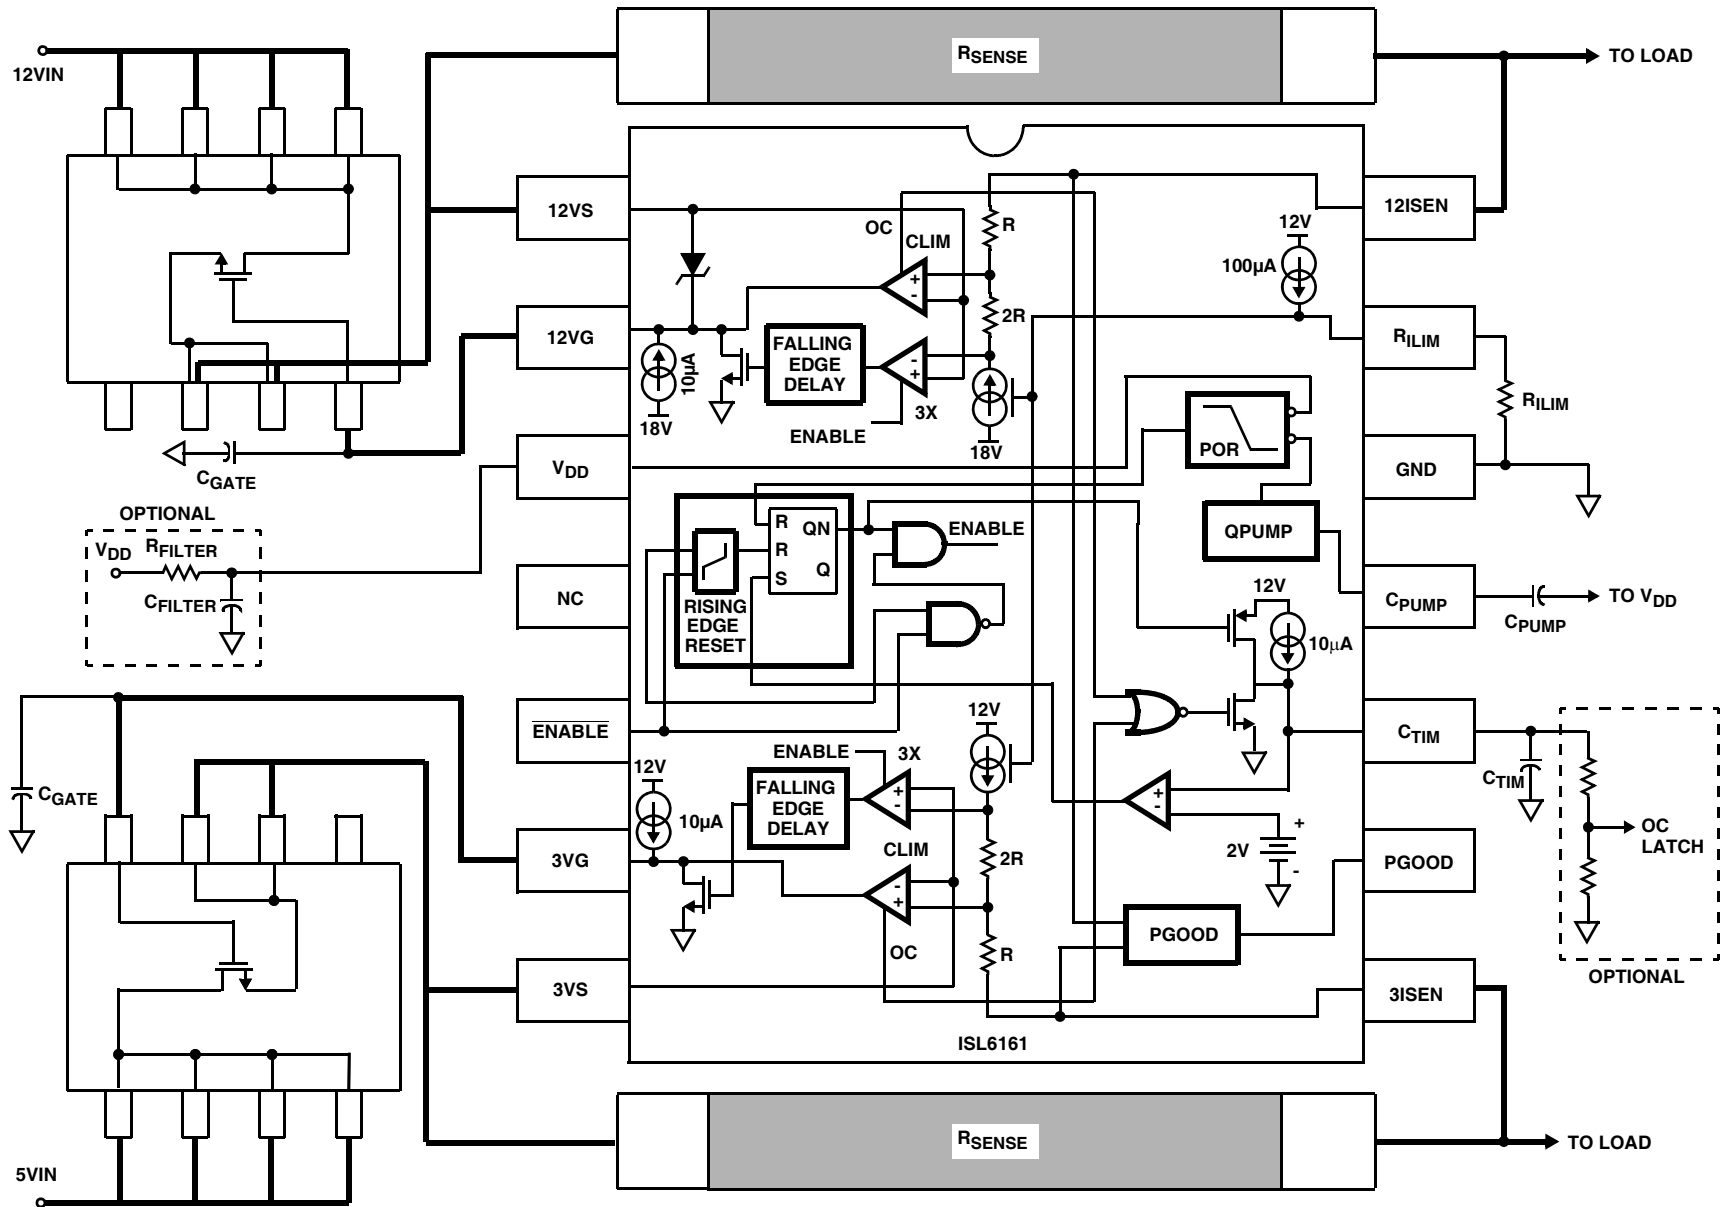 12VIN
RSENSE
TO LOAD
12VS
12ISEN
OC
CLIM
R
12V
100µA
2R
12VG
FALLING
EDGE
DELAY
RILIM
RILIM
10µA
18V
3X
ENABLE
18V
POR
CGATE
VDD
GND
OPTIONAL
VDD
RFILTER
CFILTER
R
QN
R
S
Q
ENABLE
RISING
EDGE
RESET
QPUMP
NC
12V
10µA
CPUMP
CPUMP
TO VDD
ENABLE
12V
CTIM
CTIM
CGATE
12V
10µA
ENABLE
3X
FALLING
EDGE
DELAY
OC
LATCH
3VG
CLIM
2R
2V
+
-
PGOOD
PGOOD
OC
R
OPTIONAL
3VS
3ISEN
ISL6161
5VIN
RSENSE
TO LOAD